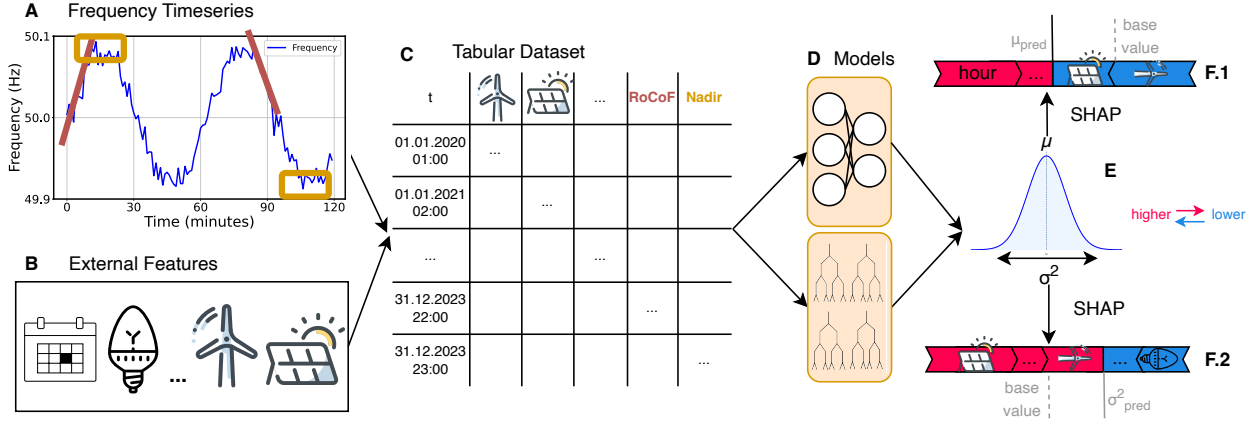 A Frequency Timeseries
50.1
50.0
49.9
Frequency (Hz)
Frequency
0 30 60 90 120
Time (minutes)
B External Features
...
C Tabular Dataset
t ... RoCoF Nadir
01.01.2020
01:00
...
01.01.2021
02:00
...
... ...
31.12.2023
22:00
...
31.12.2023
23:00
...
D Models
μpred
base
value
hour ...
F.1
SHAP
μ
E
higher lower
σ²
SHAP
... ...
F.2
base
value
σ²pred